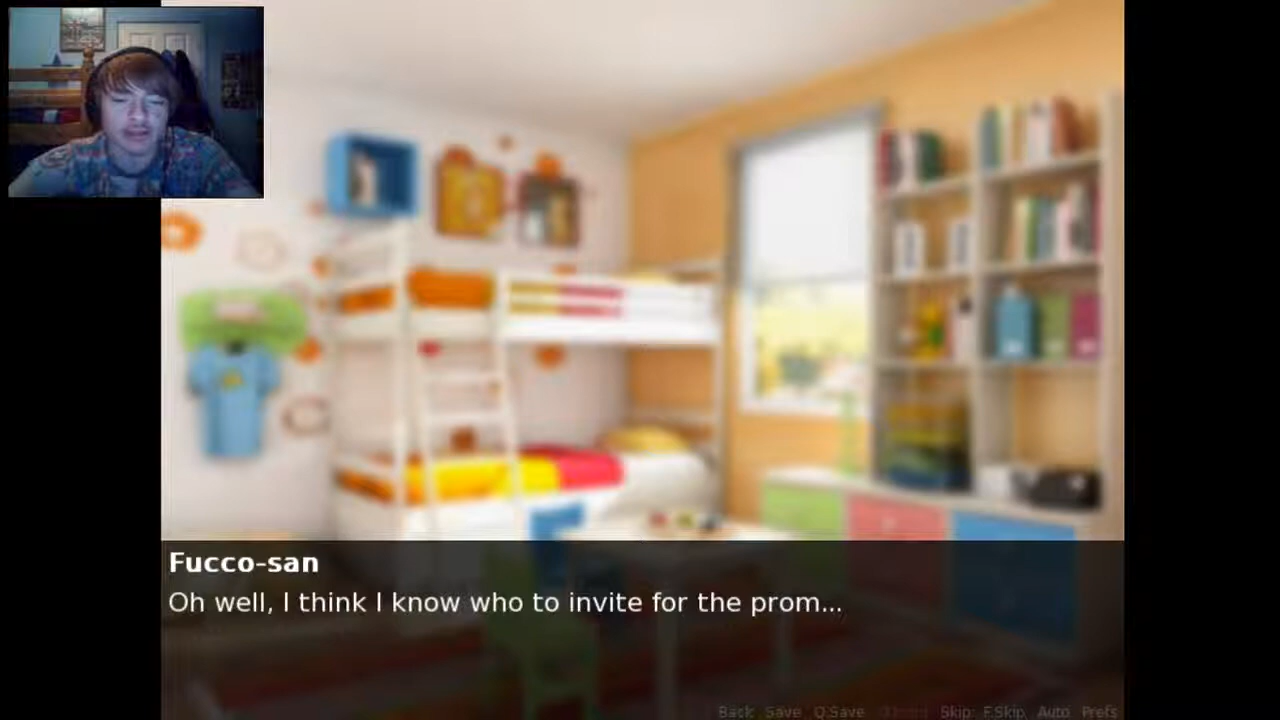 Fucco-san
Oh well, I think I know who to invite for the prom...
Back Save Q.Save Skip F.Skip Auto Prefs